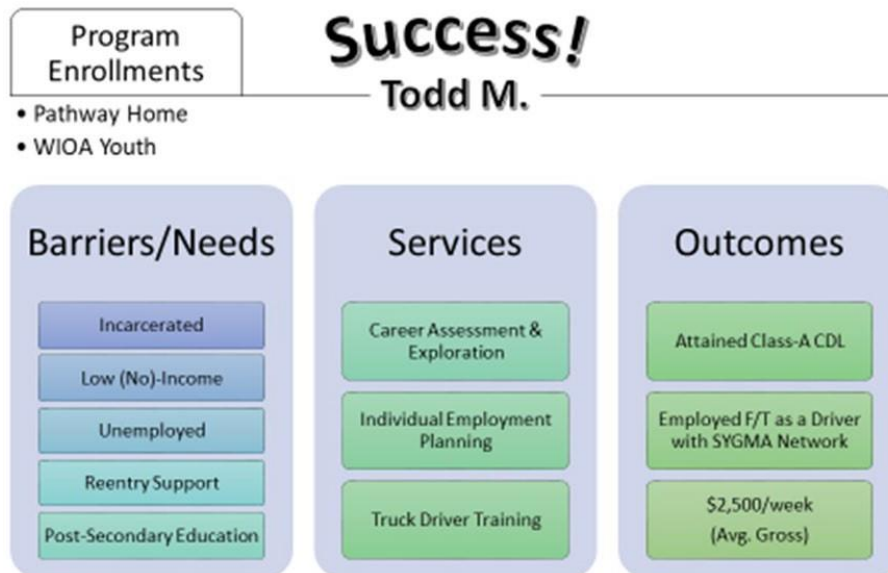 Program
Enrollments
Success!
Todd M.
• Pathway Home
• WIOA Youth
Barriers/Needs
Incarcerated
Low (No)-Income
Unemployed
Reentry Support
Post-Secondary Education
Services
Career Assessment &
Exploration
Individual Employment
Planning
Truck Driver Training
Outcomes
Attained Class-A CDL
Employed F/T as a Driver
with SYGMA Network
$2,500/week
(Avg. Gross)